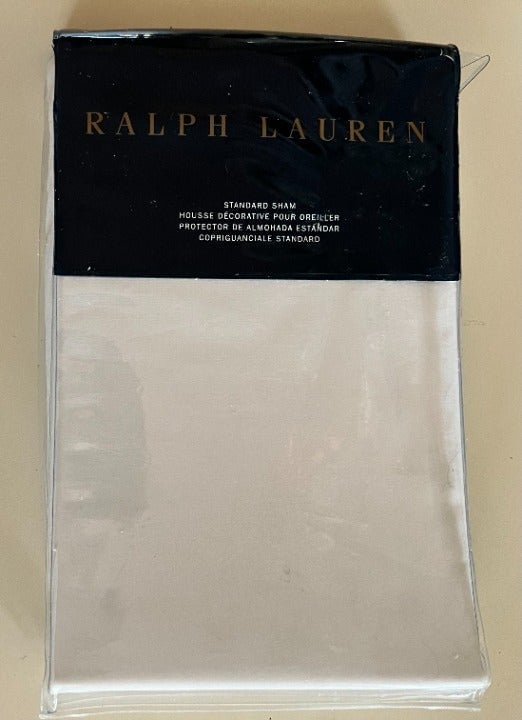 RALPH LAUREN
STANDARD SHAM
HOUSSE DÉCORATIVE POUR OREILLER
PROTECTOR DE ALMOHADA ESTÁNDAR
COPRIGUANCIALE STANDARD